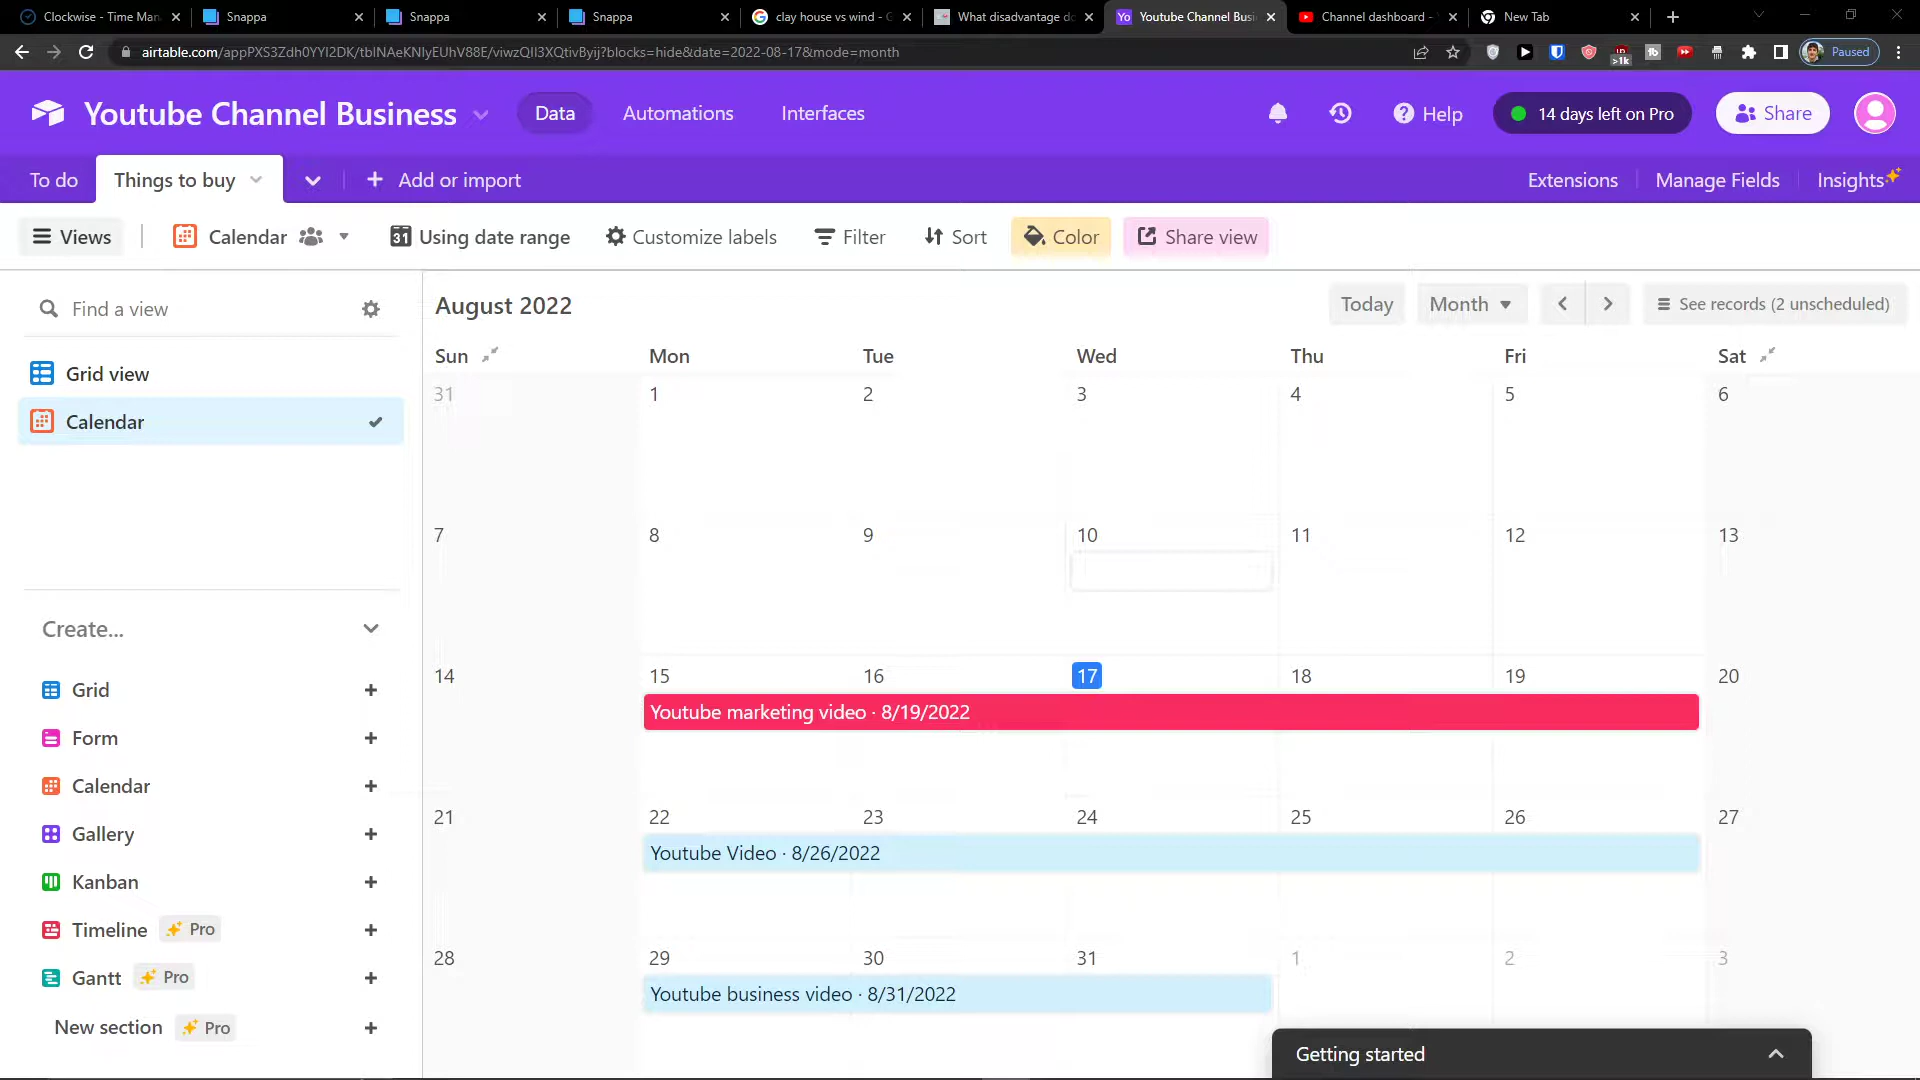 Clockwise - Time Man
Snappa
Snappa
Snappa
clay house vs wind - G
What disadvantage do
Yo Youtube Channel Busi
Channel dashboard -
New Tab
airtable.com/appPXS3Zdh0YYI2DK/tblNAeKNIyEUhV88E/viwzQII3XQtivByij?blocks=hide&date=2022-08-17&mode=month
>1k
Paused
Youtube Channel Business
Data
Automations
Interfaces
Help
14 days left on Pro
Share
To do
Things to buy
Add or import
Extensions
Manage Fields
Insights
Views
Calendar
31 Using date range
Customize labels
Filter
Sort
Color
Share view
Find a view
August 2022
Today
Month
See records (2 unscheduled)
Sun Mon Tue Wed Thu Fri Sat
Grid view
Calendar
31 1 2 3 4 5 6
7 8 9 10 11 12 13
14 15 16 17 18 19 20
Youtube marketing video · 8/19/2022
21 22 23 24 25 26 27
Youtube Video · 8/26/2022
28 29 30 31 1 2 3
Youtube business video · 8/31/2022
Create...
Grid
Form
Calendar
Gallery
Kanban
Timeline Pro
Gantt Pro
New section Pro
Getting started